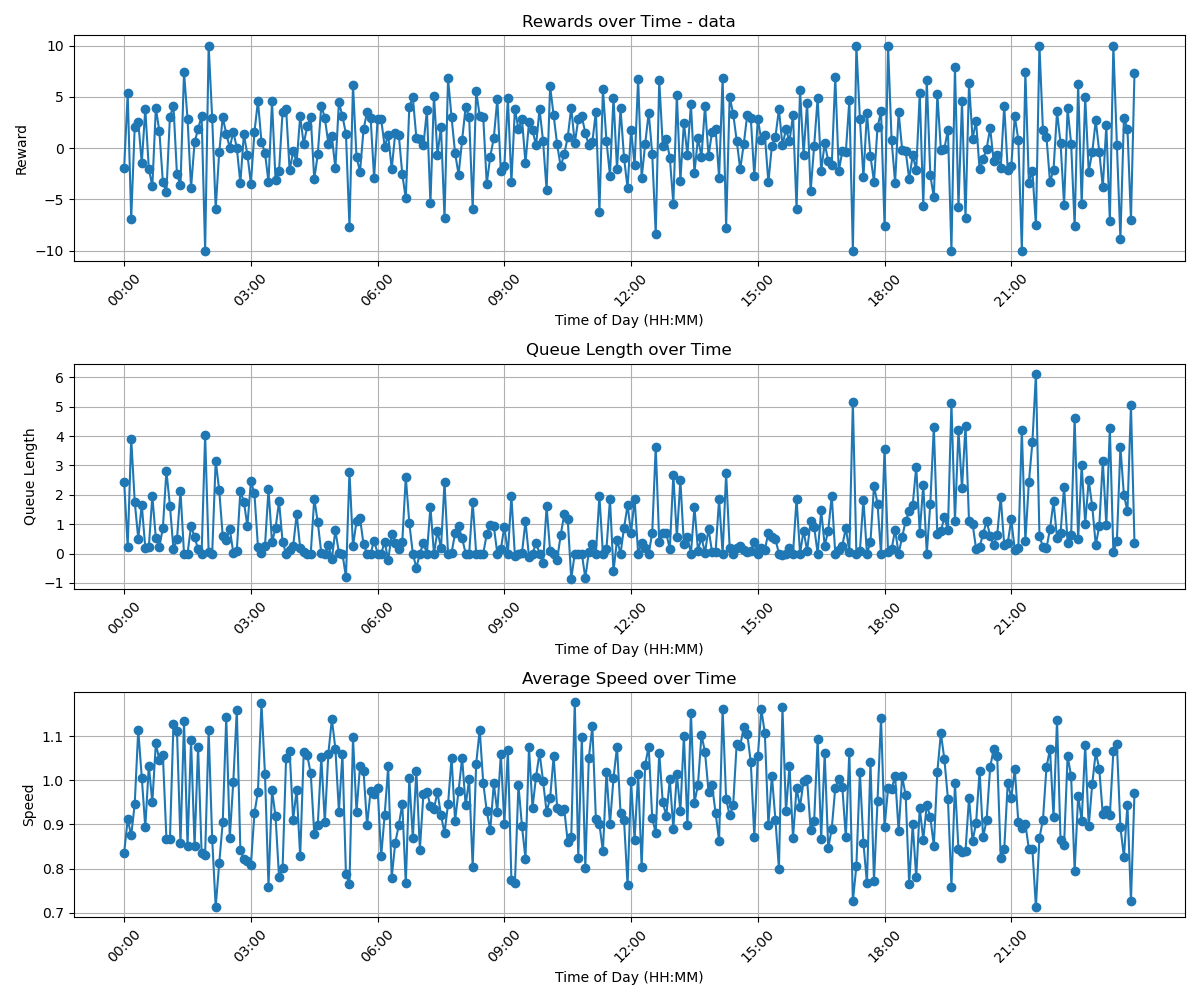 Rewards over Time - data
Reward
10
5
0
−5
−10
00:00 03:00 06:00 09:00 12:00 15:00 18:00 21:00
Time of Day (HH:MM)
Queue Length over Time
Queue Length
6
5
4
3
2
1
0
−1
00:00 03:00 06:00 09:00 12:00 15:00 18:00 21:00
Time of Day (HH:MM)
Average Speed over Time
Speed
1.1
1.0
0.9
0.8
0.7
00:00 03:00 06:00 09:00 12:00 15:00 18:00 21:00
Time of Day (HH:MM)